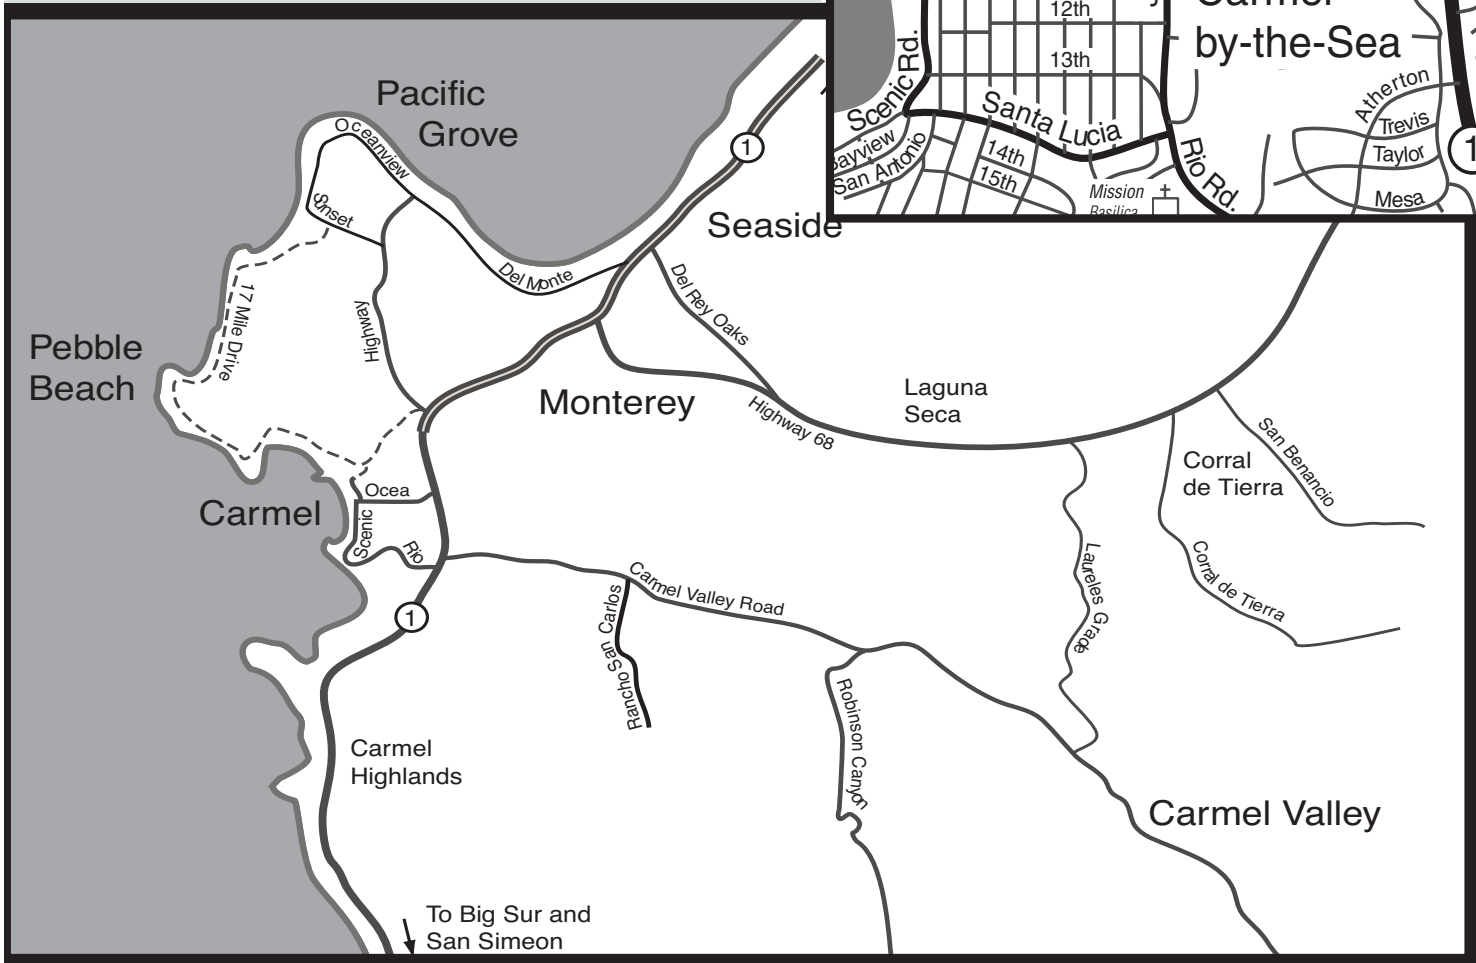 Carmel
by-the-Sea
12th
13th
Scenic Rd.
Santa Lucia
Bayview
San Antonio
14th
15th
Mission
Basilica
Rio Rd.
Atherton
Trevis
Taylor
Mesa
1
Pacific
Grove
Oceanview
Sunset
1
Seaside
Del Monte
Del Rey Oaks
17 Mile Drive
Highway
Pebble
Beach
Monterey
Highway 68
Laguna
Seca
San Benancio
Corral
de Tierra
Corral de Tierra
Laureles Grade
Carmel
Ocea
Scenic
Rio
1
Carmel Valley Road
Rancho San Carlos
Robinson Canyon
Carmel
Highlands
Carmel Valley
To Big Sur and
San Simeon